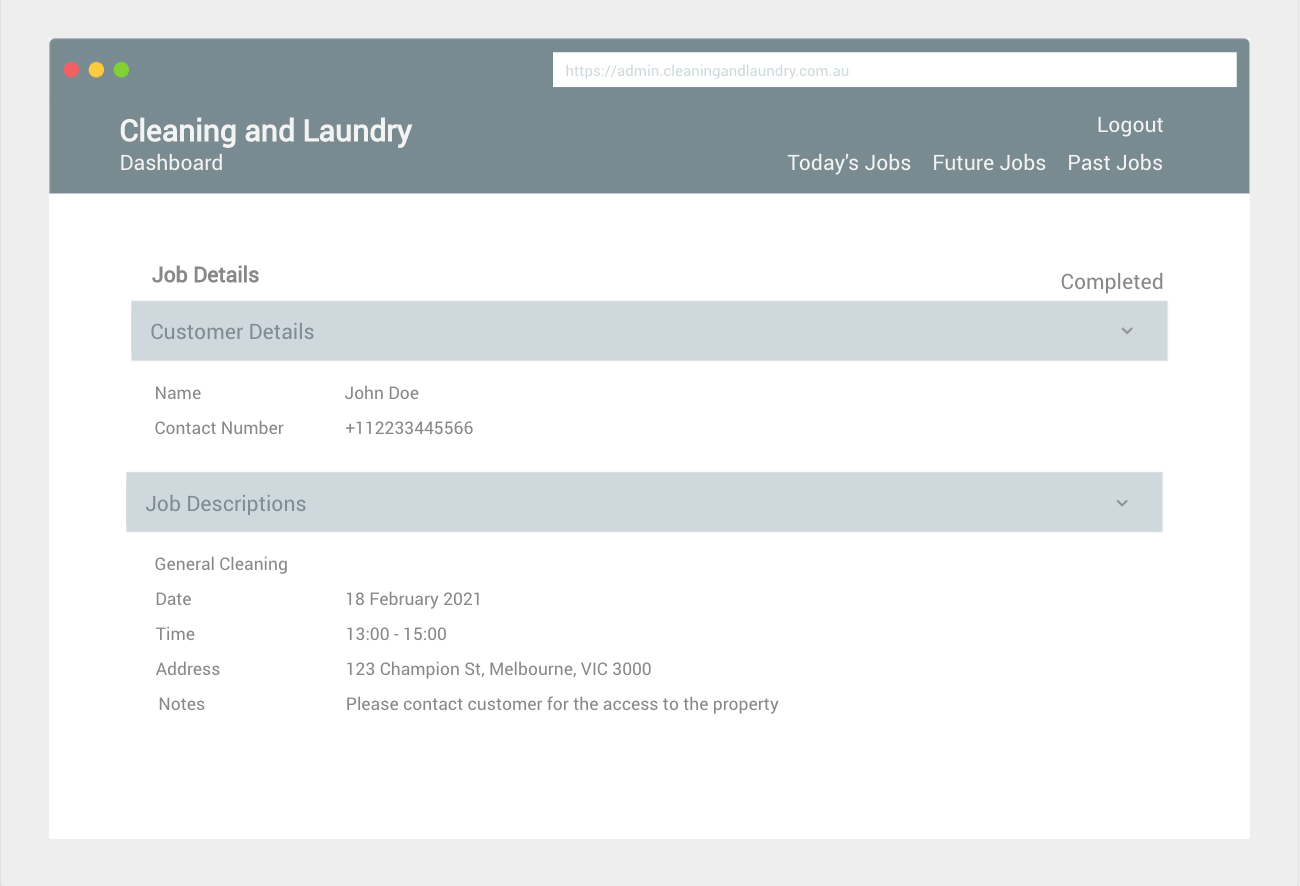 https://admin.cleaningandlaundry.com.au
Cleaning and Laundry
Logout
Dashboard
Today's Jobs Future Jobs Past Jobs
Job Details
Completed
Customer Details
Name John Doe
Contact Number +112233445566
Job Descriptions
General Cleaning
Date 18 February 2021
Time 13:00 - 15:00
Address 123 Champion St, Melbourne, VIC 3000
Notes Please contact customer for the access to the property